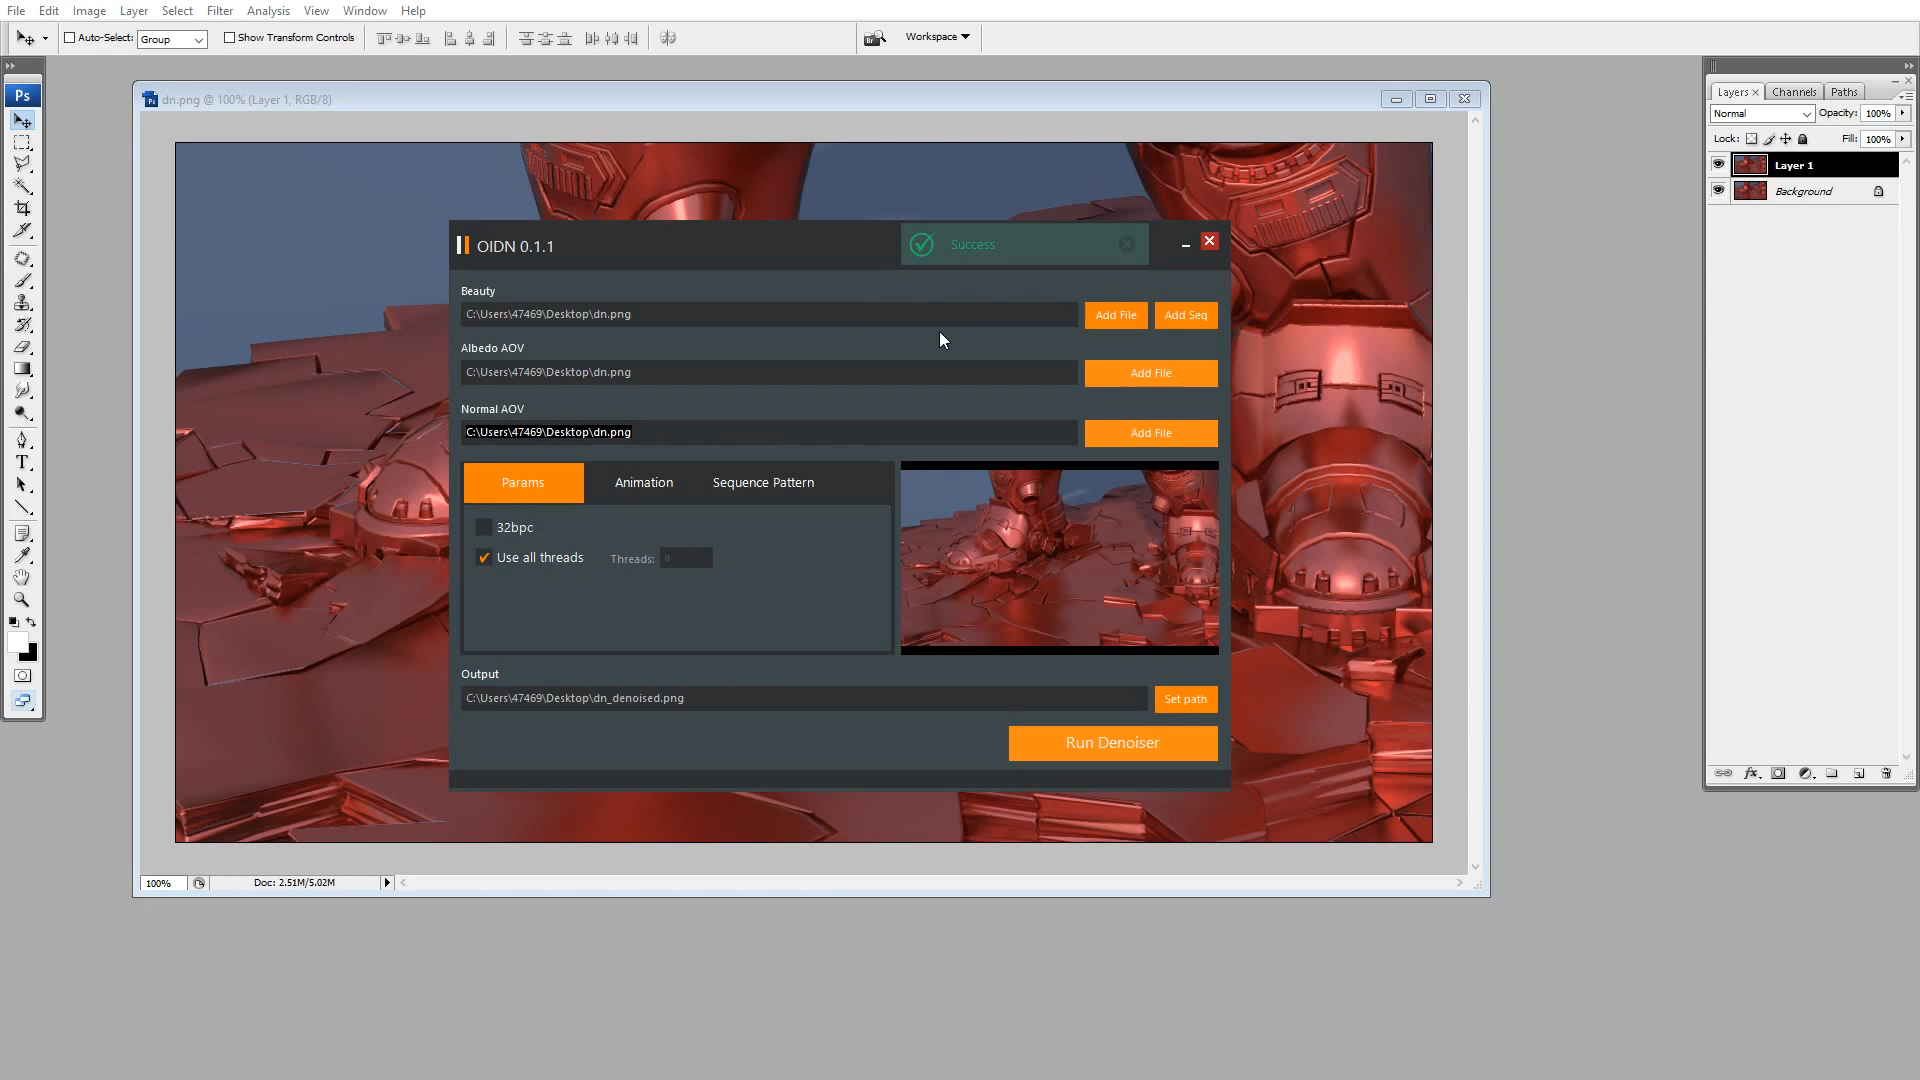 File Edit Image Layer Select Filter Analysis View Window Help
Auto-Select: Group Show Transform Controls Workspace
Ps
dn.png @ 100% (Layer 1, RGB/8)
Layers Channels Paths
Normal Opacity: 100%
Lock: Fill: 100%
Layer 1
Background
OIDN 0.1.1
Success
Beauty
C:\Users\47469\Desktop\dn.png
Add File Add Seq
Albedo AOV
C:\Users\47469\Desktop\dn.png
Add File
Normal AOV
C:\Users\47469\Desktop\dn.png
Add File
Params Animation Sequence Pattern
32bpc
Use all threads Threads: 0
Output
C:\Users\47469\Desktop\dn_denoised.png
Set path
Run Denoiser
100% Doc: 2.51M/5.02M